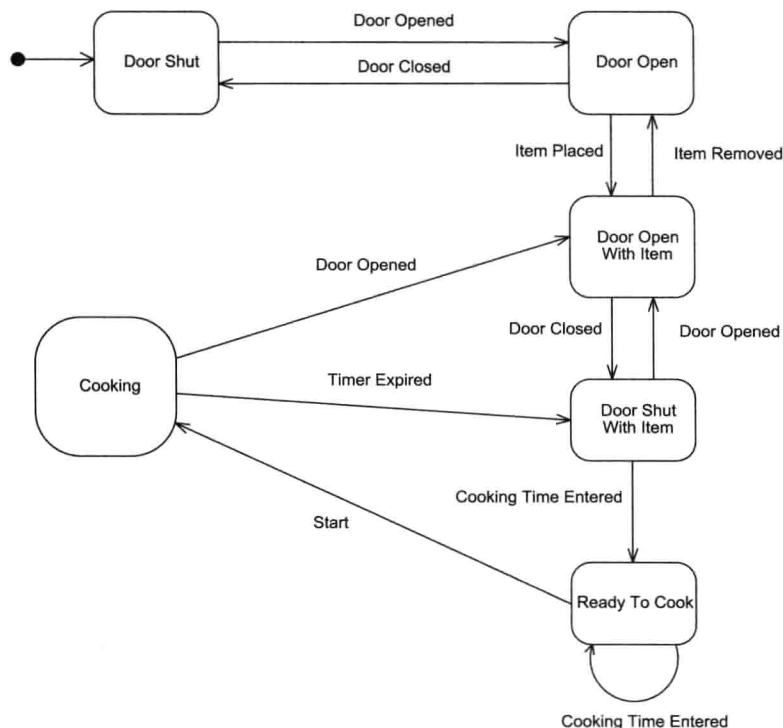 Door Opened
Door Shut
Door Closed
Door Open
Item Placed
Item Removed
Door Open
With Item
Door Opened
Door Closed
Door Opened
Cooking
Timer Expired
Door Shut
With Item
Cooking Time Entered
Start
Ready To Cook
Cooking Time Entered